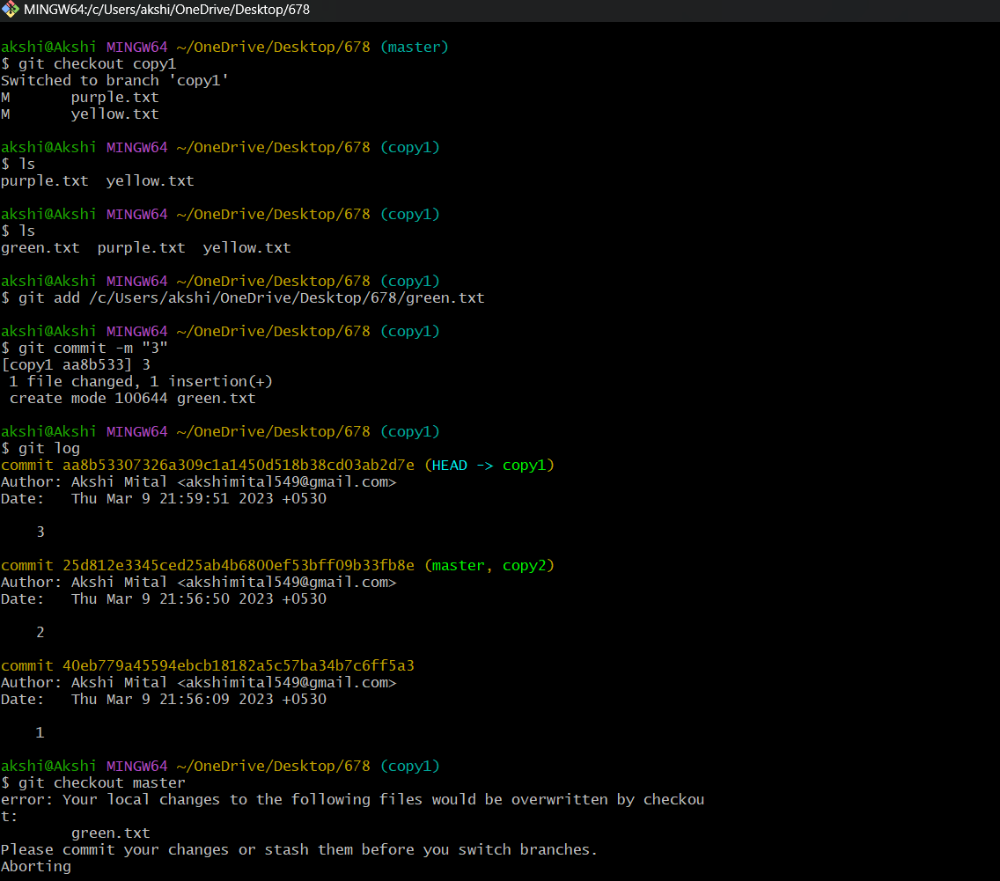 MINGW64:/c/Users/akshi/OneDrive/Desktop/678
akshi@Akshi MINGW64 ~/OneDrive/Desktop/678 (master)
$ git checkout copy1
Switched to branch 'copy1'
M       purple.txt
M       yellow.txt
akshi@Akshi MINGW64 ~/OneDrive/Desktop/678 (copy1)
$ ls
purple.txt  yellow.txt
akshi@Akshi MINGW64 ~/OneDrive/Desktop/678 (copy1)
$ ls
green.txt  purple.txt  yellow.txt
akshi@Akshi MINGW64 ~/OneDrive/Desktop/678 (copy1)
$ git add /c/Users/akshi/OneDrive/Desktop/678/green.txt
akshi@Akshi MINGW64 ~/OneDrive/Desktop/678 (copy1)
$ git commit -m "3"
[copy1 aa8b533] 3
 1 file changed, 1 insertion(+)
 create mode 100644 green.txt
akshi@Akshi MINGW64 ~/OneDrive/Desktop/678 (copy1)
$ git log
commit aa8b53307326a309c1a1450d518b38cd03ab2d7e (HEAD -> copy1)
Author: Akshi Mital <akshimital549@gmail.com>
Date:   Thu Mar 9 21:59:51 2023 +0530
    3
commit 25d812e3345ced25ab4b6800ef53bff09b33fb8e (master, copy2)
Author: Akshi Mital <akshimital549@gmail.com>
Date:   Thu Mar 9 21:56:50 2023 +0530
    2
commit 40eb779a45594ebcb18182a5c57ba34b7c6ff5a3
Author: Akshi Mital <akshimital549@gmail.com>
Date:   Thu Mar 9 21:56:09 2023 +0530
    1
akshi@Akshi MINGW64 ~/OneDrive/Desktop/678 (copy1)
$ git checkout master
error: Your local changes to the following files would be overwritten by checkou
t:
        green.txt
Please commit your changes or stash them before you switch branches.
Aborting